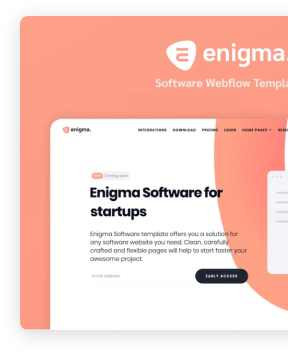 enigma.
Software Webflow Templa
enigma.
INTEGRATIONS DOWNLOAD PRICING LOGIN HOME PAGES RESO
NEW Coming soon
Enigma Software for
startups
Enigma Software template offers you a solution for
any software website you need. Clean, carefully
crafted and flexible pages will help to start faster your
awesome project.
Email address
EARLY ACCESS